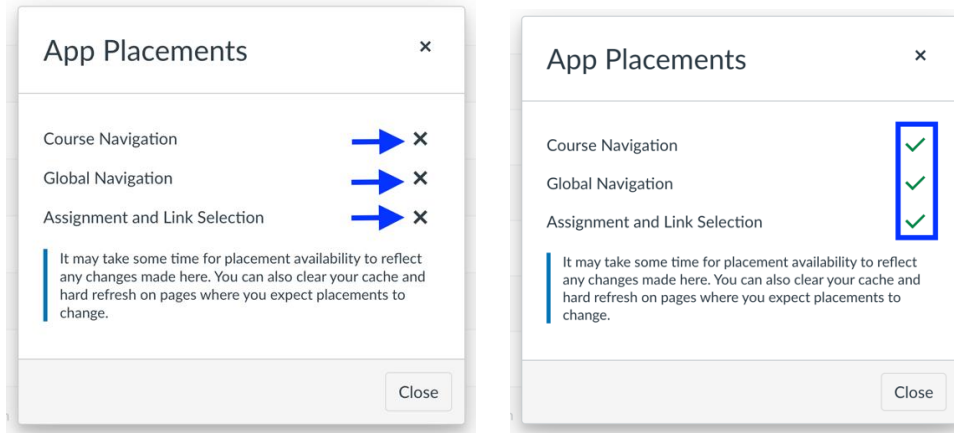 App Placements
Course Navigation
Global Navigation
Assignment and Link Selection
It may take some time for placement availability to reflect
any changes made here. You can also clear your cache and
hard refresh on pages where you expect placements to
change.
Close
App Placements
Course Navigation
Global Navigation
Assignment and Link Selection
It may take some time for placement availability to reflect
any changes made here. You can also clear your cache and
hard refresh on pages where you expect placements to
change.
Close